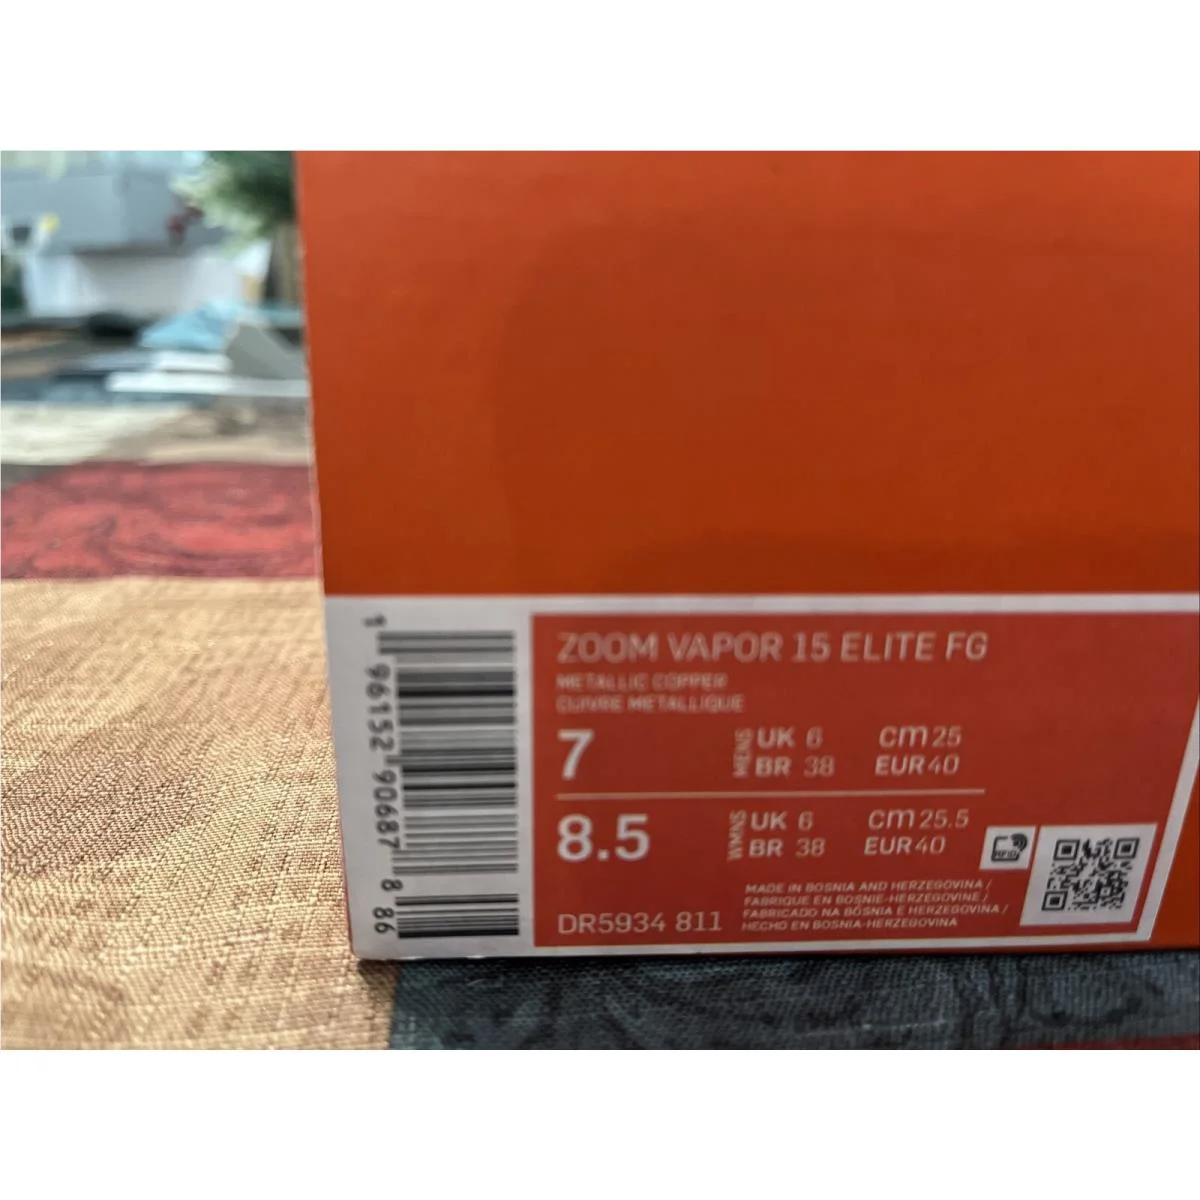 ZOOM VAPOR 15 ELITE FG
METALLIC COPPER
CUIVRE METALLIQUE
7 MENS UK 6 CM 25
BR 38 EUR 40
8.5 WMNS UK 6 CM 25.5
BR 38 EUR 40
RFID
MADE IN BOSNIA AND HERZEGOVINA /
FABRIQUE EN BOSNIE-HERZEGOVINE /
FABRICADO NA BÓSNIA E HERZEGOVINA /
HECHO EN BOSNIA-HERZEGOVINA
DR5934 811
1 96152 90687 8 86